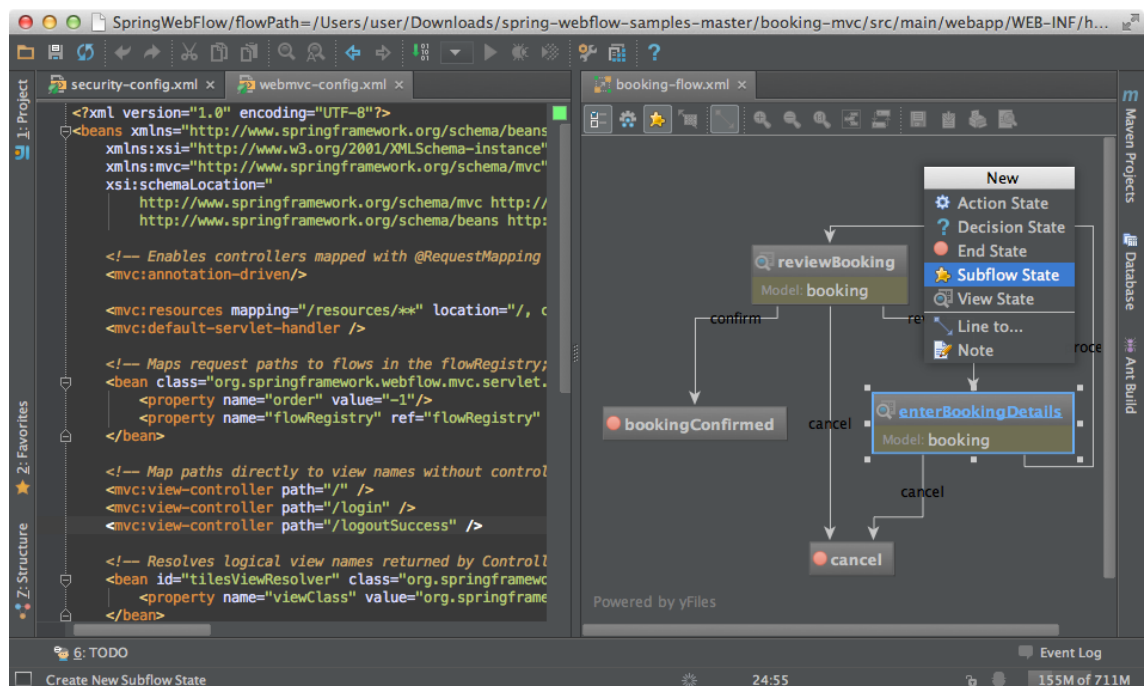 SpringWebFlow/flowPath=/Users/user/Downloads/spring-webflow-samples-master/booking-mvc/src/main/webapp/WEB-INF/h...
security-config.xml ×
webmvc-config.xml ×
booking-flow.xml ×
1: Project
2: Favorites
Z: Structure
<?xml version="1.0" encoding="UTF-8"?>
<beans xmlns="http://www.springframework.org/schema/beans
xmlns:xsi="http://www.w3.org/2001/XMLSchema-instance"
xmlns:mvc="http://www.springframework.org/schema/mvc"
xsi:schemaLocation="
http://www.springframework.org/schema/mvc http://
http://www.springframework.org/schema/beans http:
<!-- Enables controllers mapped with @RequestMapping
<mvc:annotation-driven/>
<mvc:resources mapping="/resources/**" location="/, c
<mvc:default-servlet-handler />
<!-- Maps request paths to flows in the flowRegistry;
<bean class="org.springframework.webflow.mvc.servlet.
<property name="order" value="-1"/>
<property name="flowRegistry" ref="flowRegistry"
</bean>
<!-- Map paths directly to view names without control
<mvc:view-controller path="/" />
<mvc:view-controller path="/login" />
<mvc:view-controller path="/logoutSuccess" />
<!-- Resolves logical view names returned by Controll
<bean id="tilesViewResolver" class="org.springframewo
<property name="viewClass" value="org.springframe
</bean>
New
Action State
Decision State
End State
Subflow State
View State
Line to...
Note
reviewBooking
Model: booking
confirm
re
roce
bookingConfirmed
cancel
enterBookingDetails
Model: booking
cancel
cancel
Powered by yFiles
Maven Projects
Database
Ant Build
6: TODO
Event Log
Create New Subflow State
24:55
155M of 711M